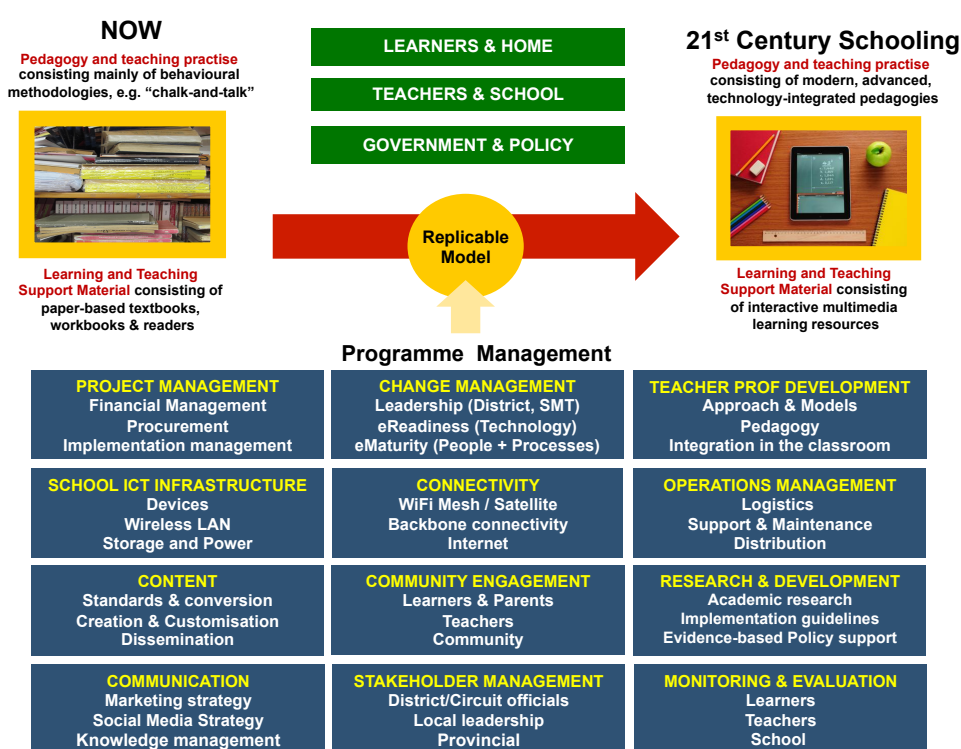 NOW
Pedagogy and teaching practise
consisting mainly of behavioural
methodologies, e.g. “chalk-and-talk”
Learning and Teaching
Support Material consisting of
paper-based textbooks,
workbooks & readers
LEARNERS & HOME
TEACHERS & SCHOOL
GOVERNMENT & POLICY
Replicable
Model
21st Century Schooling
Pedagogy and teaching practise
consisting of modern, advanced,
technology-integrated pedagogies
Learning and Teaching
Support Material consisting
of interactive multimedia
learning resources
Programme Management
PROJECT MANAGEMENT
Financial Management
Procurement
Implementation management
CHANGE MANAGEMENT
Leadership (District, SMT)
eReadiness (Technology)
eMaturity (People + Processes)
TEACHER PROF DEVELOPMENT
Approach & Models
Pedagogy
Integration in the classroom
SCHOOL ICT INFRASTRUCTURE
Devices
Wireless LAN
Storage and Power
CONNECTIVITY
WiFi Mesh / Satellite
Backbone connectivity
Internet
OPERATIONS MANAGEMENT
Logistics
Support & Maintenance
Distribution
CONTENT
Standards & conversion
Creation & Customisation
Dissemination
COMMUNITY ENGAGEMENT
Learners & Parents
Teachers
Community
RESEARCH & DEVELOPMENT
Academic research
Implementation guidelines
Evidence-based Policy support
COMMUNICATION
Marketing strategy
Social Media Strategy
Knowledge management
STAKEHOLDER MANAGEMENT
District/Circuit officials
Local leadership
Provincial
MONITORING & EVALUATION
Learners
Teachers
School